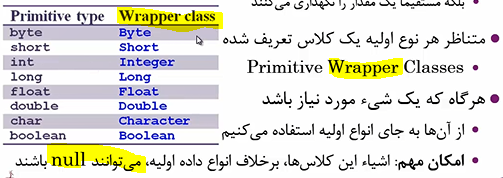 بلکه مستقیماً یک مقدار را نگهداری می‌کنند
Primitive type Wrapper class
byte Byte
short Short
int Integer
long Long
float Float
double Double
char Character
boolean Boolean
• متناظر هر نوع اولیه یک کلاس تعریف شده
• Primitive Wrapper Classes
• هرگاه که یک شیء مورد نیاز باشد
• از آن‌ها به جای انواع اولیه استفاده می‌کنیم
• امکان مهم: اشیاء این کلاس‌ها، برخلاف انواع داده اولیه، می‌توانند null باشند